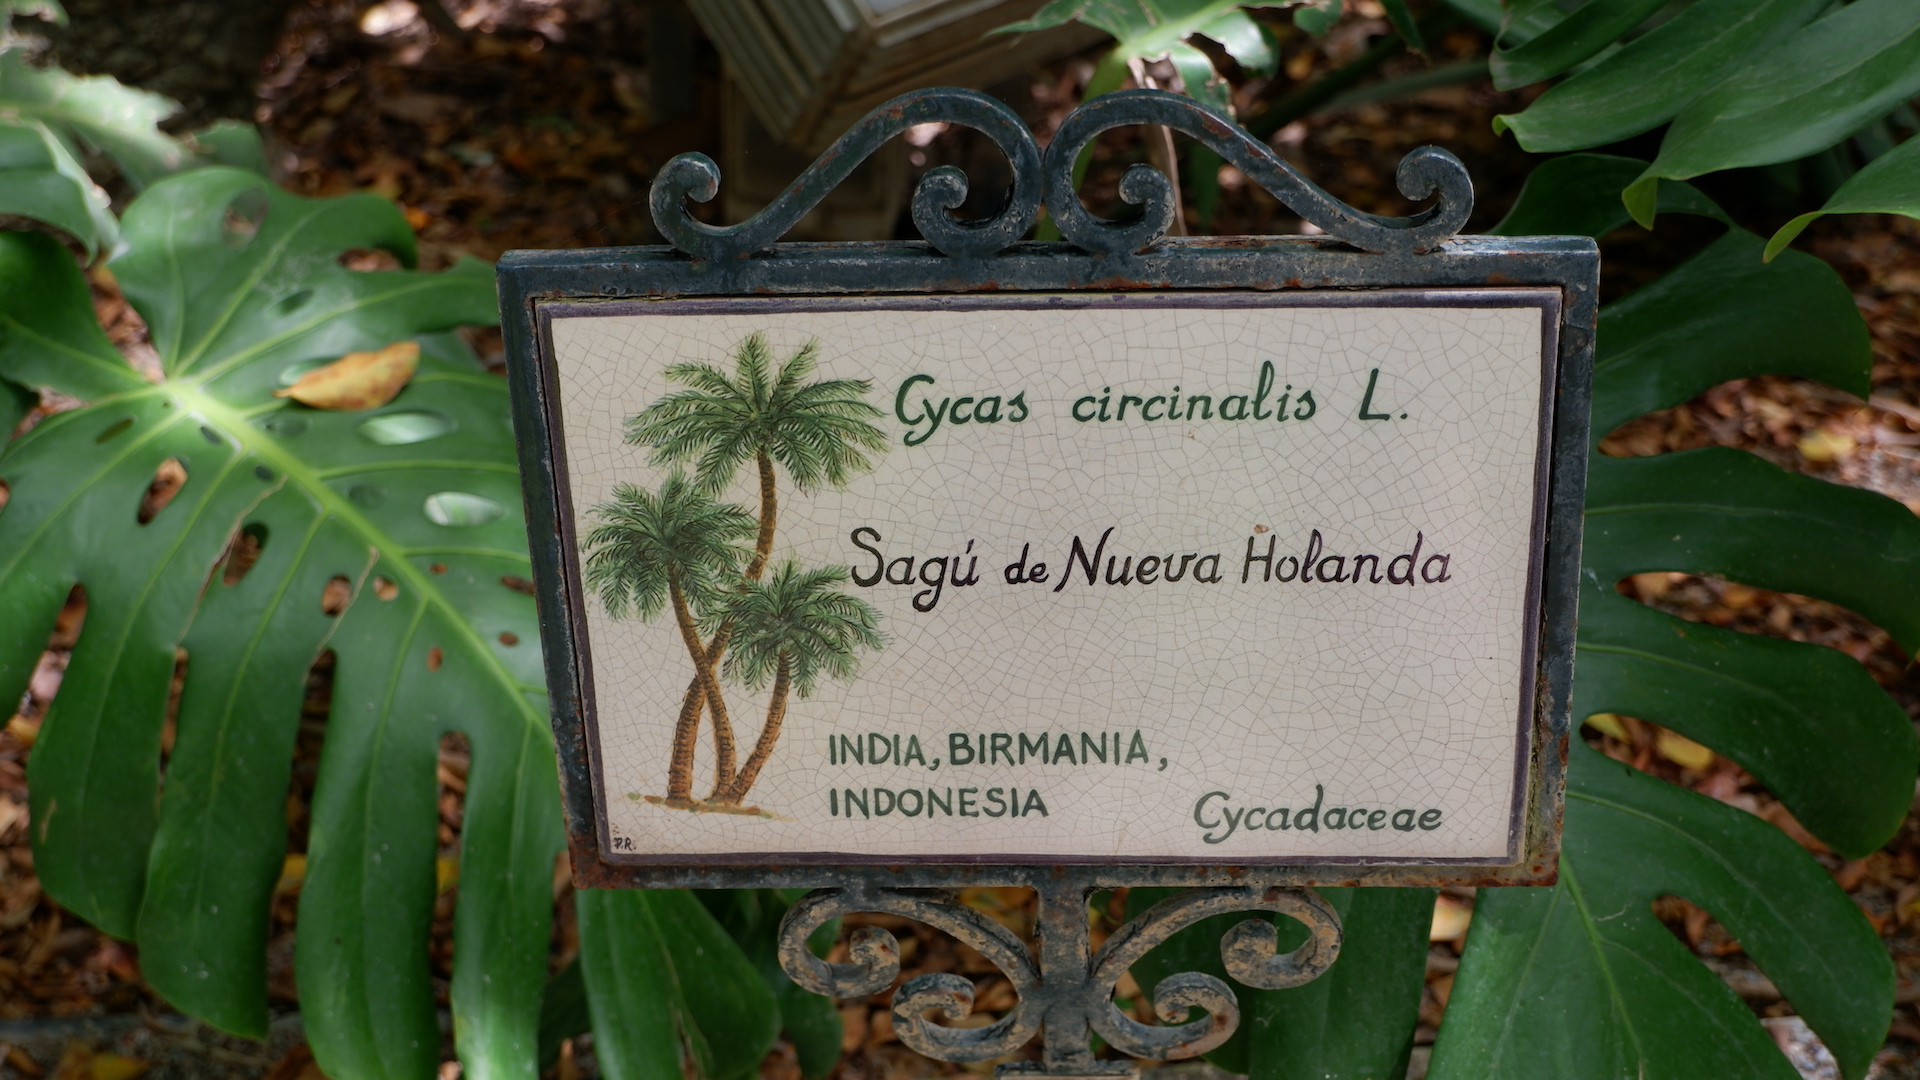 Cycas circinalis L.
Sagú de Nueva Holanda
INDIA, BIRMANIA,
INDONESIA
Cycadaceae
P.R.